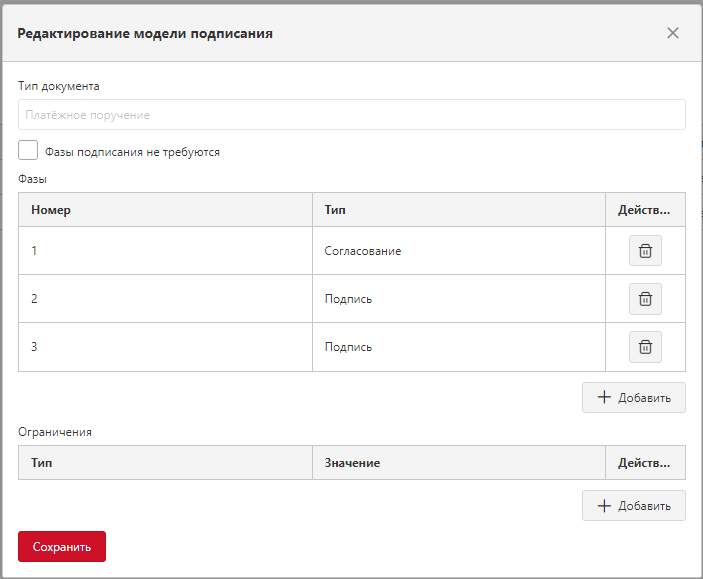 Редактирование модели подписания
Тип документа
Платёжное поручение
Фазы подписания не требуются
Фазы
Номер Тип Действ...
1 Согласование
2 Подпись
3 Подпись
Добавить
Ограничения
Тип Значение Действ...
Добавить
Сохранить